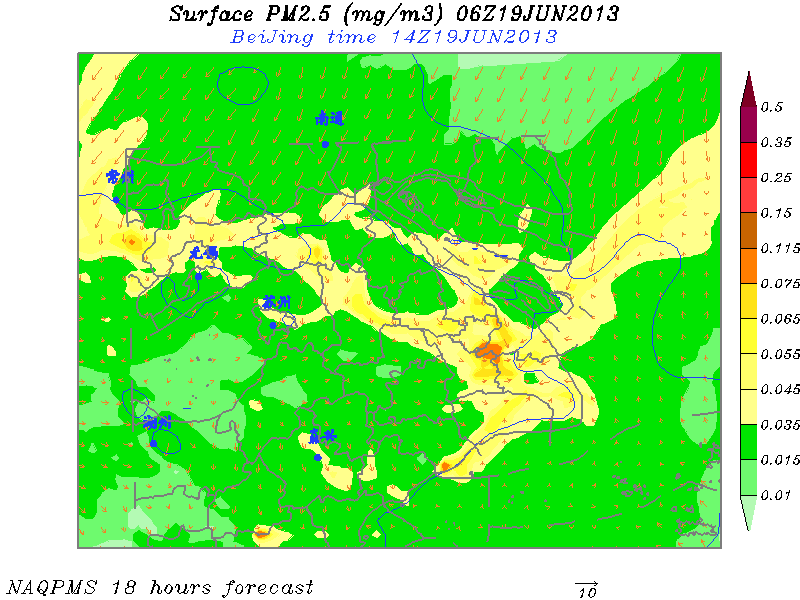 Surface PM2.5 (mg/m3) 06Z19JUN2013
BeiJing time 14Z19JUN2013
南通
常州
无锡
苏州
湖州
嘉兴
0.5
0.35
0.25
0.15
0.115
0.075
0.065
0.055
0.045
0.035
0.015
0.01
NAQPMS 18 hours forecast
10